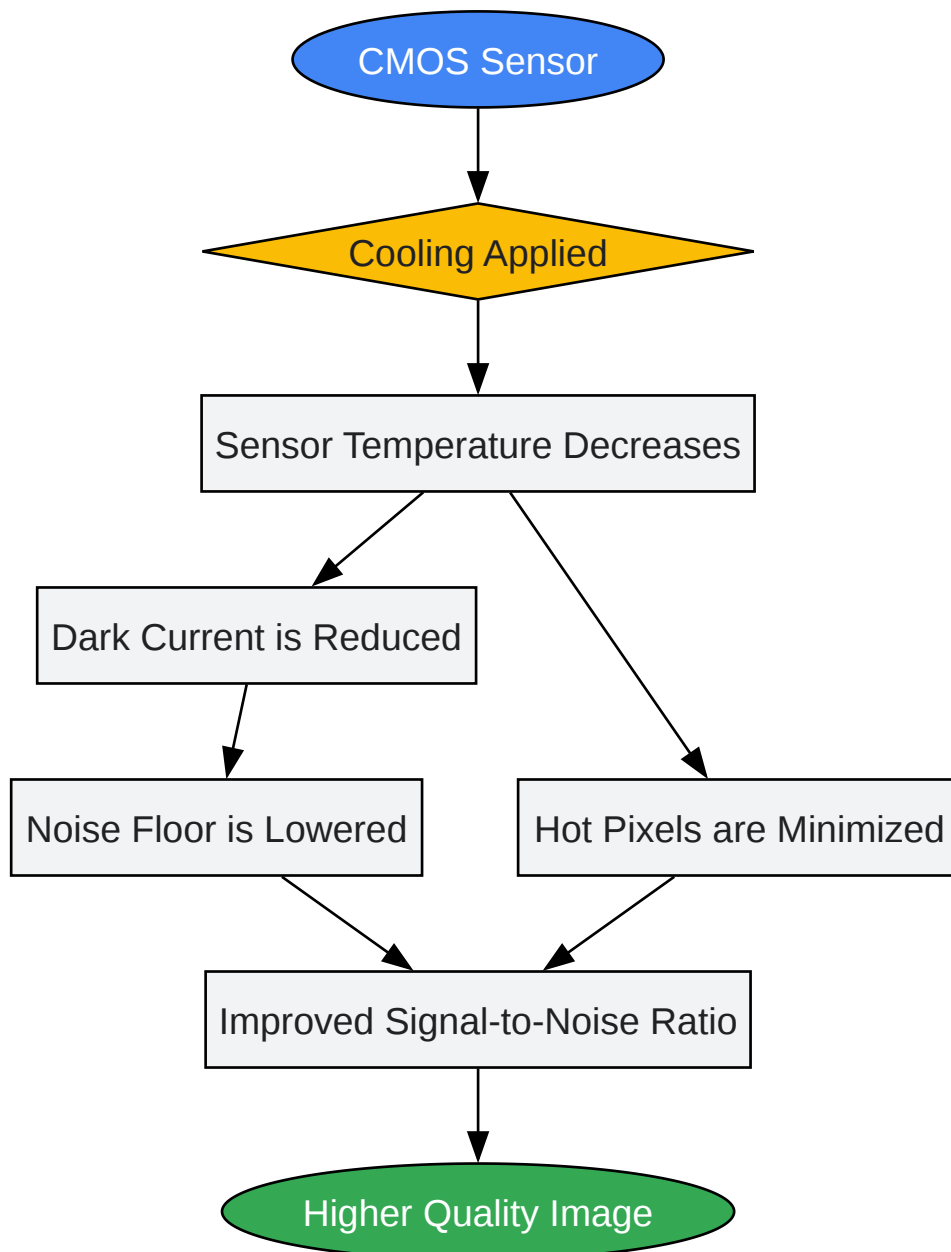 CMOS Sensor
Cooling Applied
Sensor Temperature Decreases
Dark Current is Reduced
Noise Floor is Lowered
Hot Pixels are Minimized
Improved Signal-to-Noise Ratio
Higher Quality Image